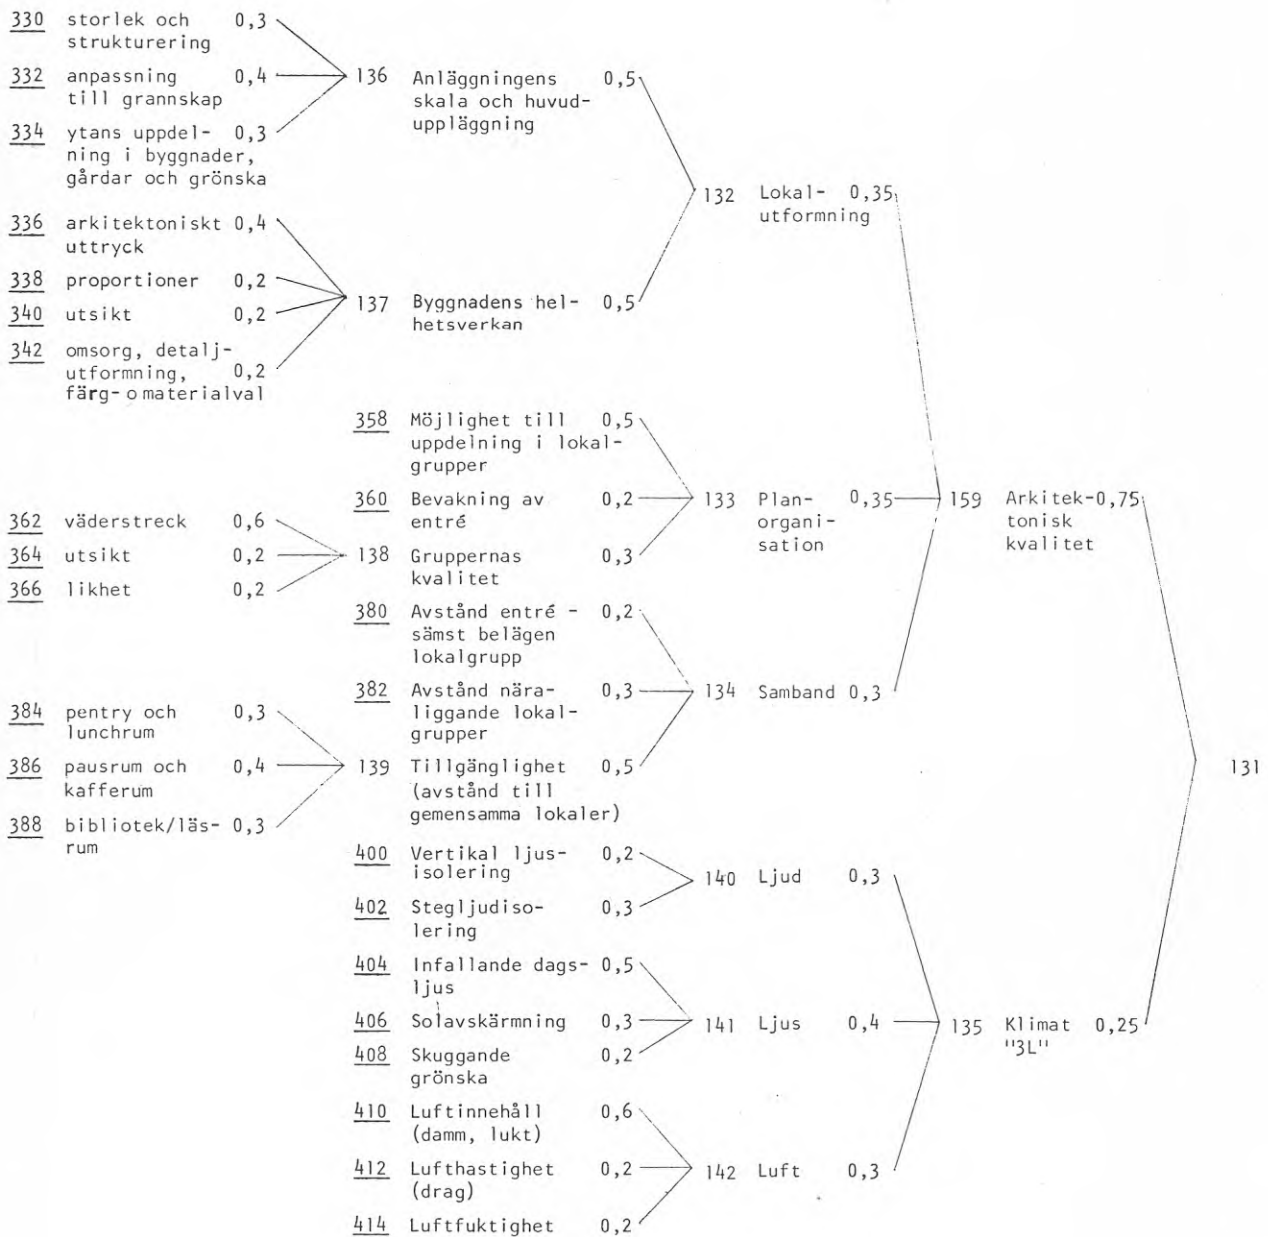 330 storlek och 0,3
strukturering
332 anpassning 0,4
till grannskap
334 ytans uppdel- 0,3
ning i byggnader,
gårdar och grönska
136 Anläggningens 0,5
skala och huvud-
uppläggning
336 arkitektoniskt 0,4
uttryck
338 proportioner 0,2
340 utsikt 0,2
342 omsorg, detalj-
utformning, 0,2
färg- o materialval
137 Byggnadens hel- 0,5
hetsverkan
132 Lokal- 0,35
utformning
358 Möjlighet till 0,5
uppdelning i lokal-
grupper
360 Bevakning av 0,2
entré
362 väderstreck 0,6
364 utsikt 0,2
366 likhet 0,2
138 Gruppernas 0,3
kvalitet
133 Plan- 0,35
organi-
sation
380 Avstånd entré - 0,2
sämst belägen
lokalgrupp
382 Avstånd nära- 0,3
liggande lokal-
grupper
384 pentry och 0,3
lunchrum
386 pausrum och 0,4
kafferum
388 bibliotek/läs- 0,3
rum
139 Tillgänglighet 0,5
(avstånd till
gemensamma lokaler)
134 Samband 0,3
159 Arkitek- 0,75
tonisk
kvalitet
400 Vertikal ljus- 0,2
isolering
402 Stegljudiso- 0,3
lering
140 Ljud 0,3
404 Infallande dags- 0,5
ljus
406 Solavskärmning 0,3
408 Skuggande 0,2
grönska
141 Ljus 0,4
410 Luftinnehåll 0,6
(damm, lukt)
412 Lufthastighet 0,2
(drag)
414 Luftfuktighet 0,2
142 Luft 0,3
135 Klimat 0,25
"3L"
131